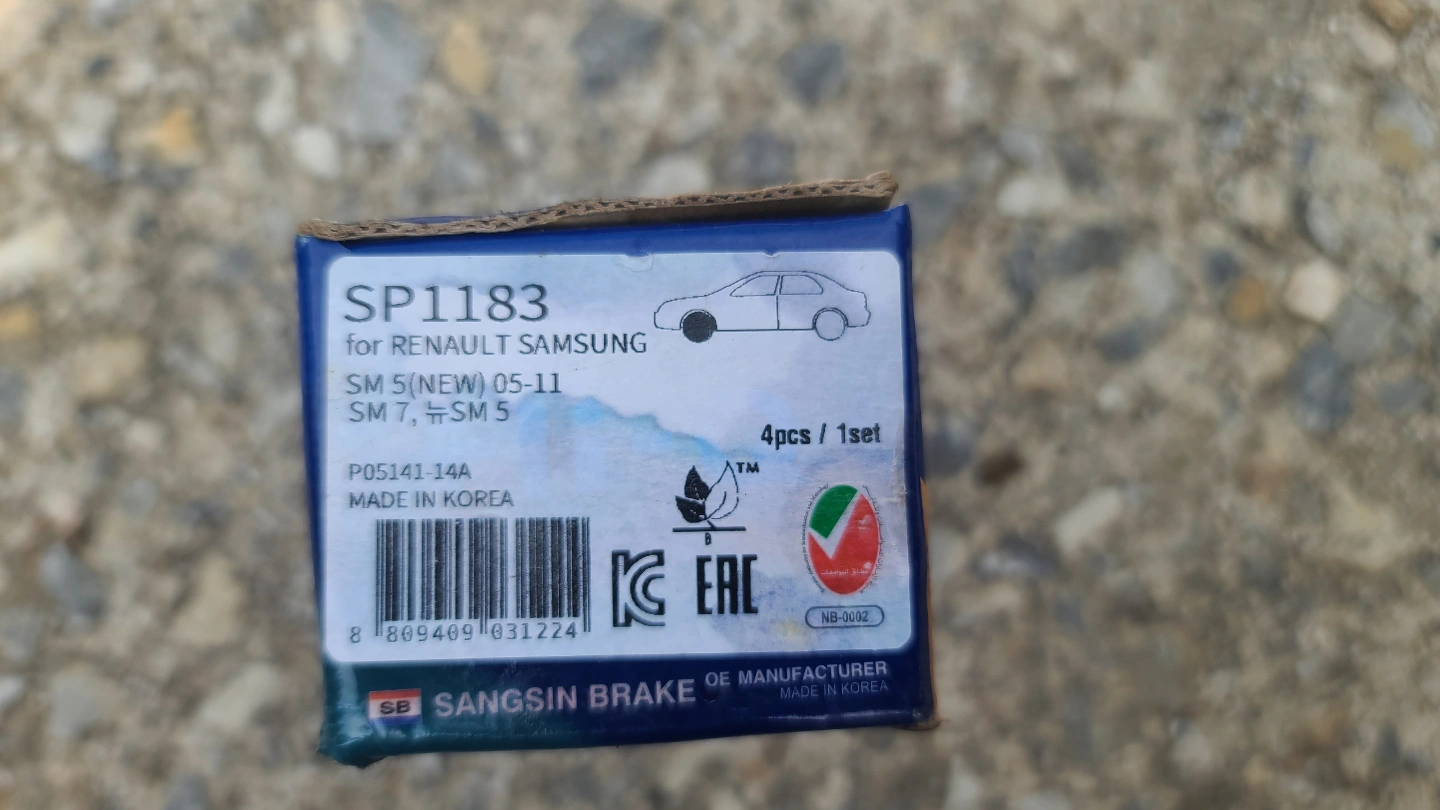 SP1183
for RENAULT SAMSUNG
SM 5(NEW) 05-11
SM 7, 뉴SM 5
4pcs / 1set
P05141-14A
MADE IN KOREA
TM
B
8 809409 031224
KC
EAC
NB-0002
SB SANGSIN BRAKE OE MANUFACTURER
MADE IN KOREA